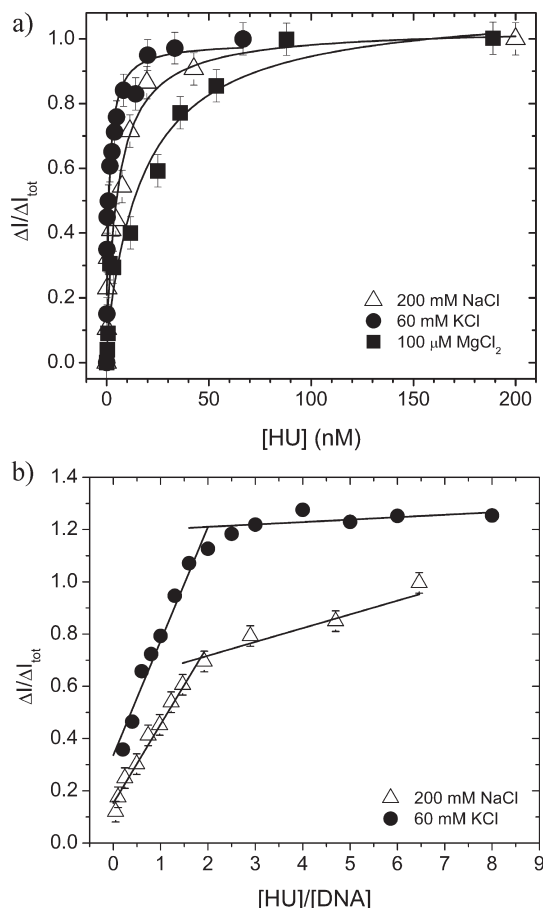 a)
1.0
0.8
0.6
0.4
0.2
0.0
ΔI/ΔI_tot
200 mM NaCl
60 mM KCl
100 μM MgCl₂
0 50 100 150 200
[HU] (nM)
b)
1.4
1.2
1.0
0.8
0.6
0.4
0.2
0.0
ΔI/ΔI_tot
200 mM NaCl
60 mM KCl
0 1 2 3 4 5 6 7 8 9
[HU]/[DNA]